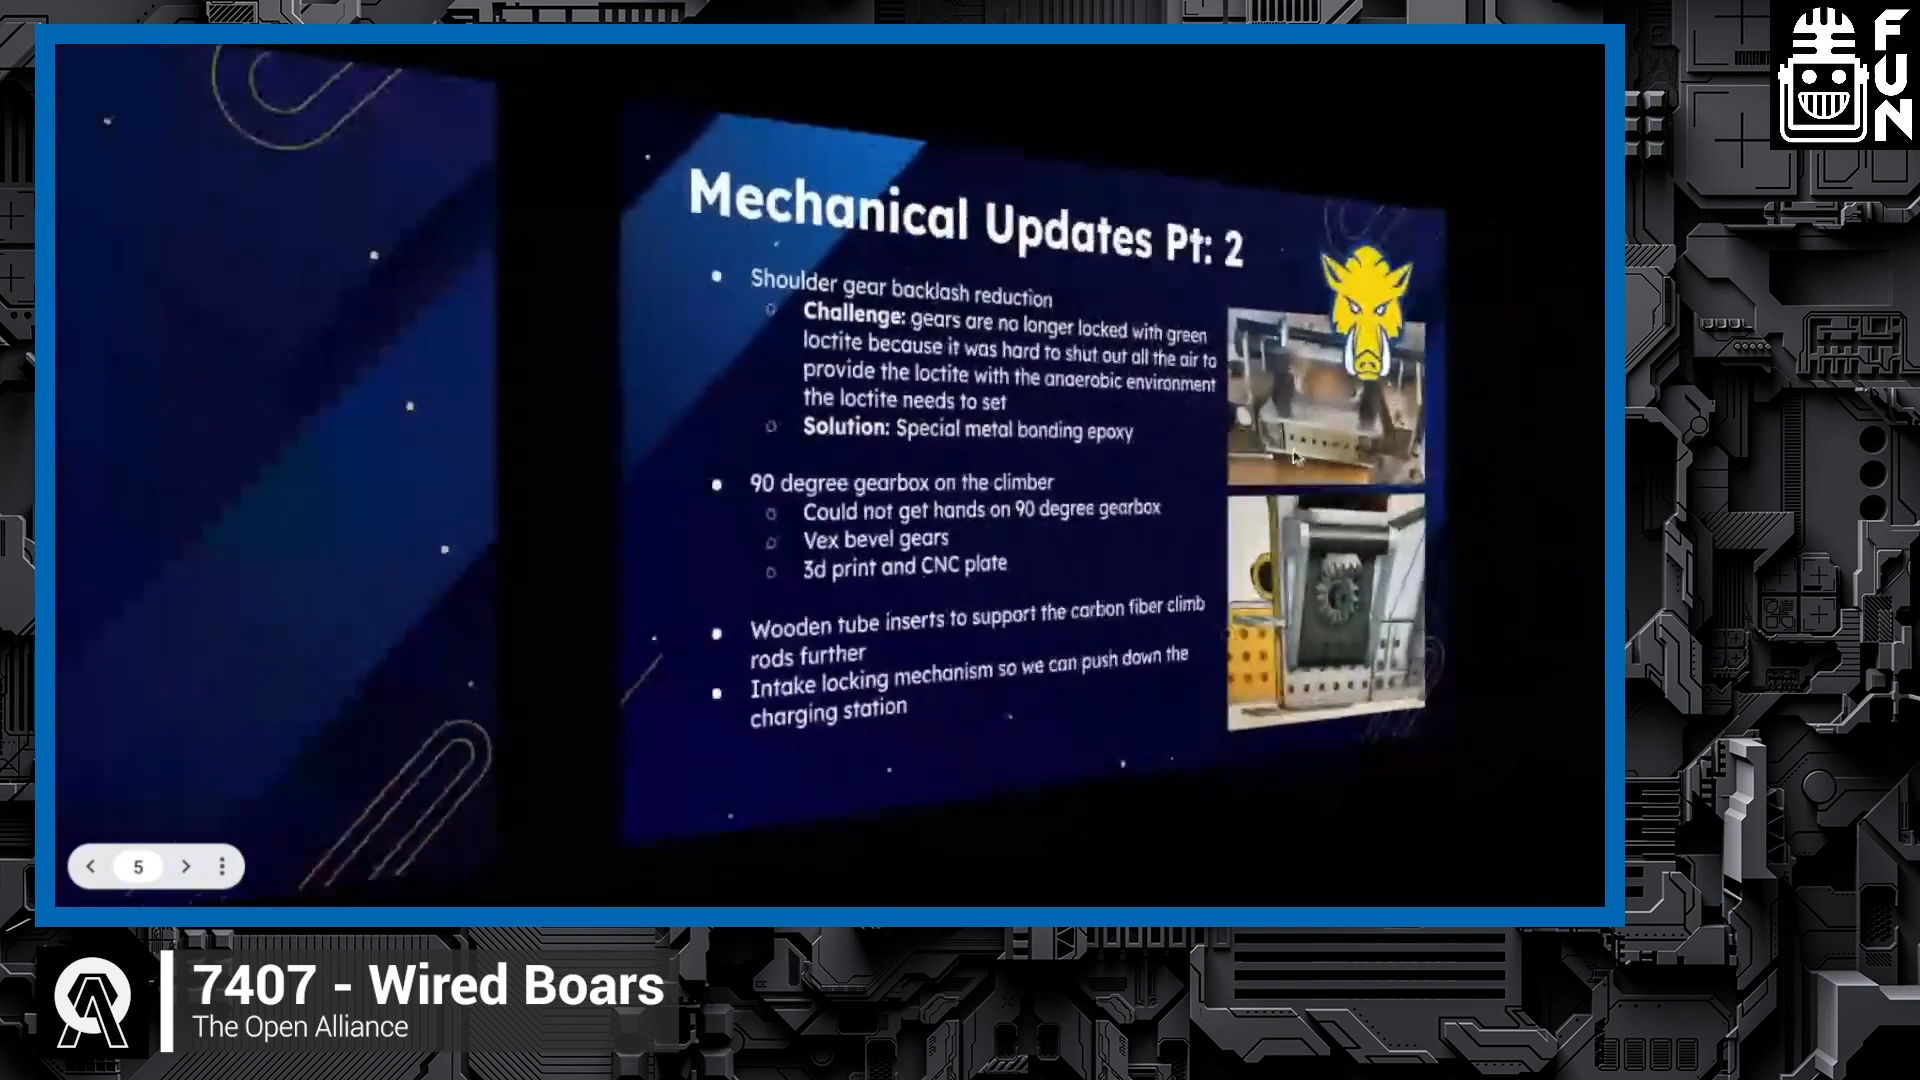 FUN
Mechanical Updates Pt: 2
Shoulder gear backlash reduction
Challenge: gears are no longer locked with green
loctite because it was hard to shut out all the air to
provide the loctite with the anaerobic environment
the loctite needs to set
Solution: Special metal bonding epoxy
90 degree gearbox on the climber
Could not get hands on 90 degree gearbox
Vex bevel gears
3d print and CNC plate
Wooden tube inserts to support the carbon fiber climb
rods further
Intake locking mechanism so we can push down the
charging station
5
7407 - Wired Boars
The Open Alliance